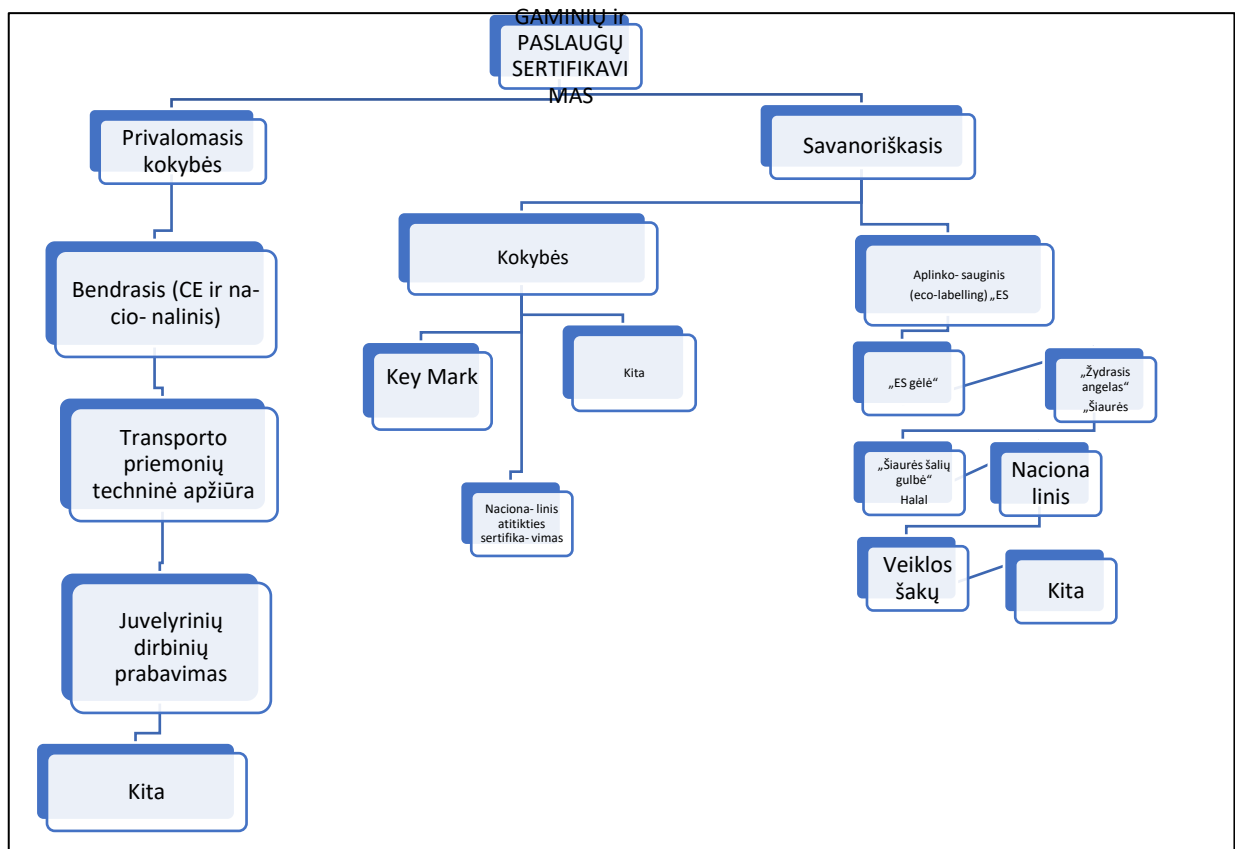 GAMINIŲ ir
PASLAUGŲ
SERTIFIKAVI
MAS
Privalomasis
kokybės
Savanoriškasis
Kokybės
Bendrasis (CE ir na-
cio- nalinis)
Aplinko- sauginis
(eco-labelling) „ES
Key Mark
Kita
„ES gėlė“
„Žydrasis
angelas“
„Šiaurės
Transporto
priemonių
techninė apžiūra
Naciona- linis
atitikties
sertifika- vimas
„Šiaurės šalių
gulbė“
Halal
Naciona
linis
Veiklos
šakų
Kita
Juvelyrinių
dirbinių
prabavimas
Kita